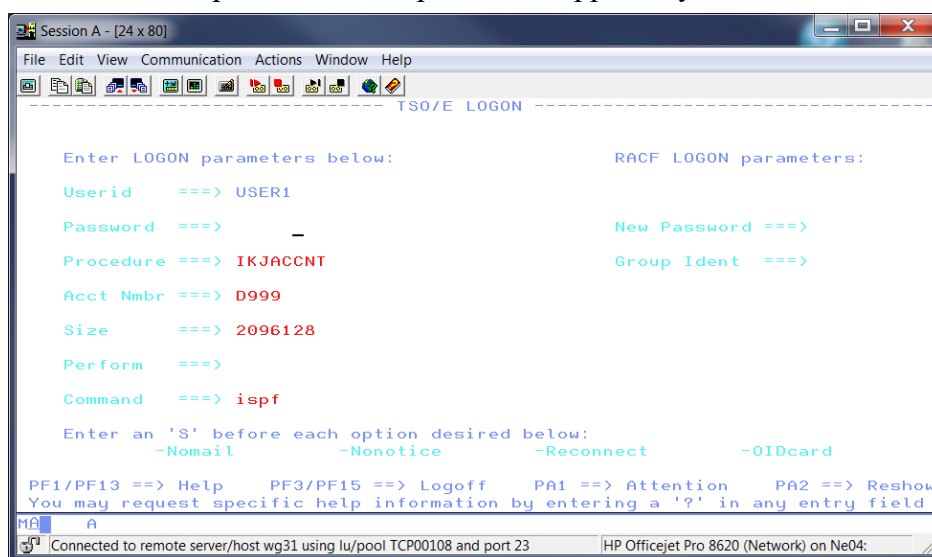 Session A - [24 x 80]
File Edit View Communication Actions Window Help
------------------------------- TSO/E LOGON -----------------------------------
Enter LOGON parameters below: RACF LOGON parameters:
Userid ===> USER1
Password ===> _ New Password ===>
Procedure ===> IKJACCNT Group Ident ===>
Acct Nmbr ===> D999
Size ===> 2096128
Perform ===>
Command ===> ispf
Enter an 'S' before each option desired below:
-Nomail -Nonotice -Reconnect -OIDcard
PF1/PF13 ==> Help PF3/PF15 ==> Logoff PA1 ==> Attention PA2 ==> Reshow
You may request specific help information by entering a '?' in any entry field
MA A
Connected to remote server/host wg31 using lu/pool TCP00108 and port 23 HP Officejet Pro 8620 (Network) on Ne04: